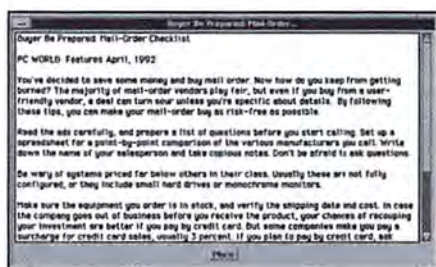 Buyer Be Prepared: Mail-Order...
Buyer Be Prepared: Mail-Order Checklist
PC WORLD: Features April, 1992
You've decided to save some money and buy mail order. Now how do you keep from getting
burned? The majority of mail-order vendors play fair, but even if you buy from a user-
friendly vendor, a deal can turn sour unless you're specific about details. By following
these tips, you can make your mail-order buy as risk-free as possible.
Read the ads carefully, and prepare a list of questions before you start calling. Set up a
spreadsheet for a point-by-point comparison of the various manufacturers you call. Write
down the name of your salesperson and take copious notes. Don't be afraid to ask questions.
Be wary of systems priced far below others in their class. Usually these are not fully
configured, or they include small hard drives or monochrome monitors.
Make sure the equipment you order is in stock, and verify the shipping date and cost. In case
the company goes out of business before you receive the product, your chances of recouping
your investment are better if you pay by credit card. But some companies make you pay a
surcharge for credit card sales, usually 3 percent. If you plan to pay by credit card, ask
More